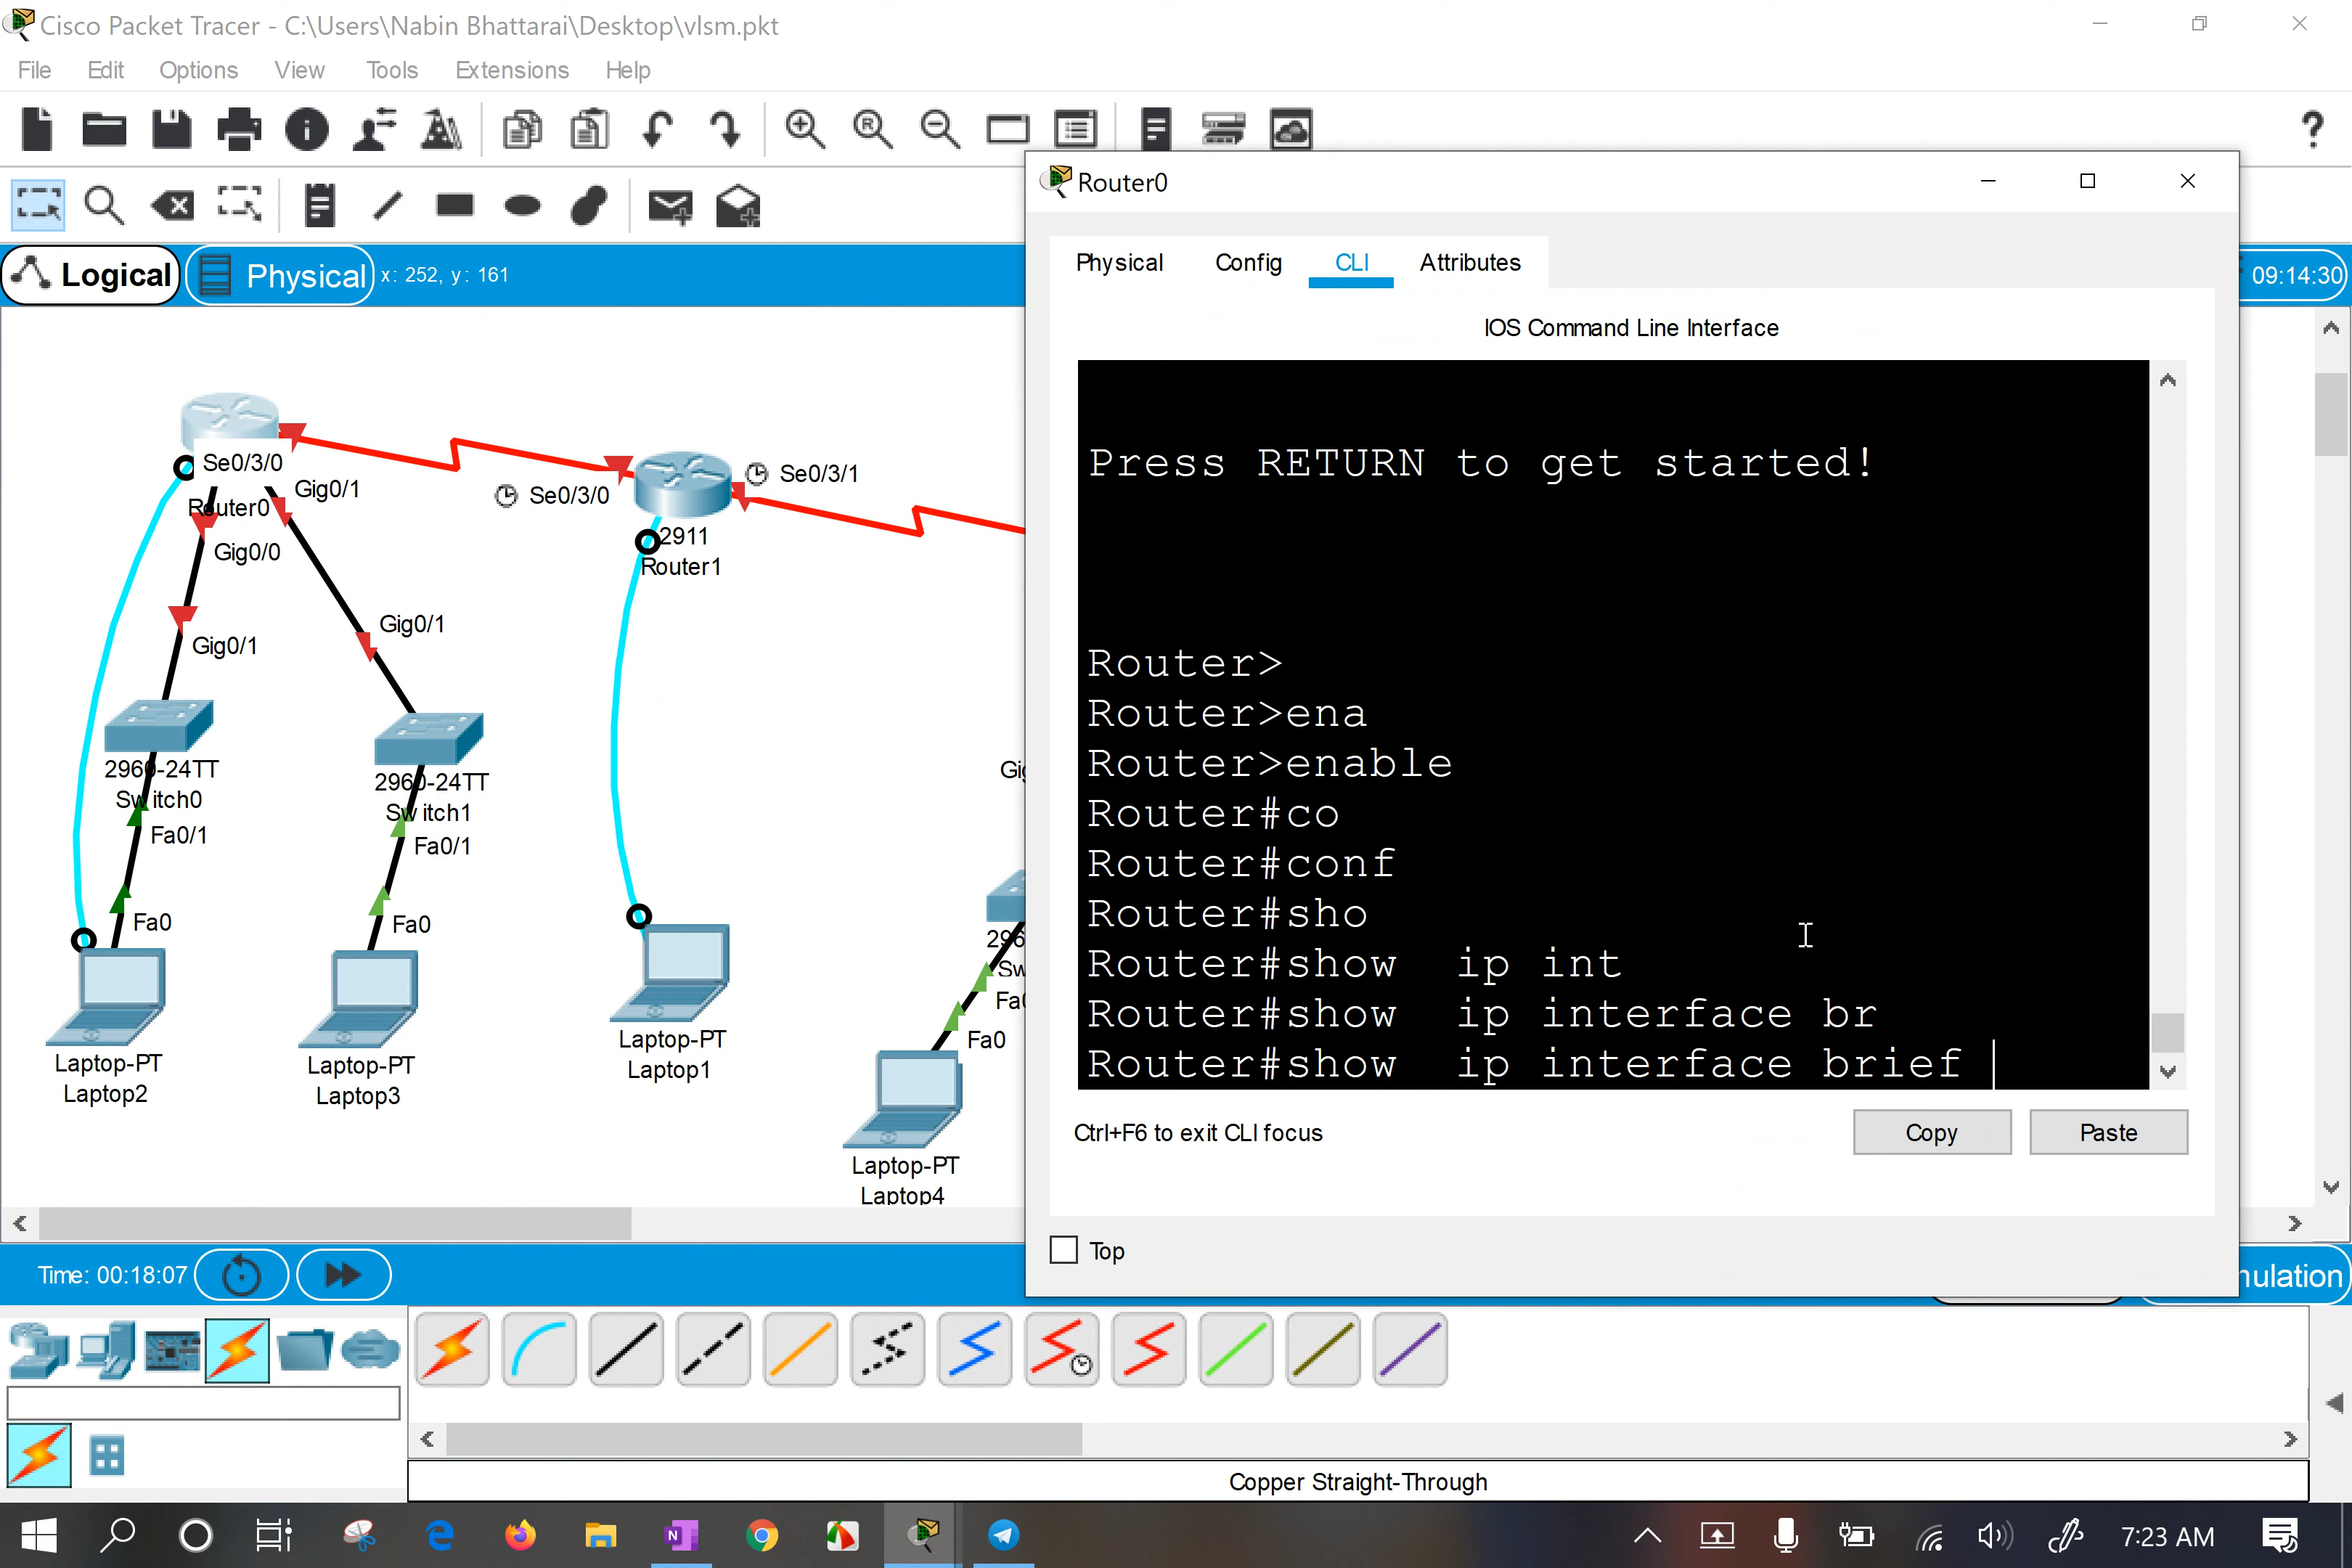 Cisco Packet Tracer - C:\Users\Nabin Bhattarai\Desktop\vlsm.pkt
File Edit Options View Tools Extensions Help
Router0
Logical Physical x: 252, y: 161
09:14:30
Physical Config CLI Attributes
IOS Command Line Interface
Press RETURN to get started!
Router>
Router>ena
Router>enable
Router#co
Router#conf
Router#sho
Router#show  ip int
Router#show  ip interface br
Router#show  ip interface brief
Ctrl+F6 to exit CLI focus
Copy
Paste
Top
Se0/3/0
Router0
Gig0/1
Gig0/0
Se0/3/0
Se0/3/1
2911
Router1
Gig0/1
Gig0/1
2960-24TT
Switch0
Fa0/1
2960-24TT
Switch1
Fa0/1
Fa0
Fa0
Fa0
Laptop-PT
Laptop2
Laptop-PT
Laptop3
Laptop-PT
Laptop1
Laptop-PT
Laptop4
Time: 00:18:07
Copper Straight-Through
7:23 AM